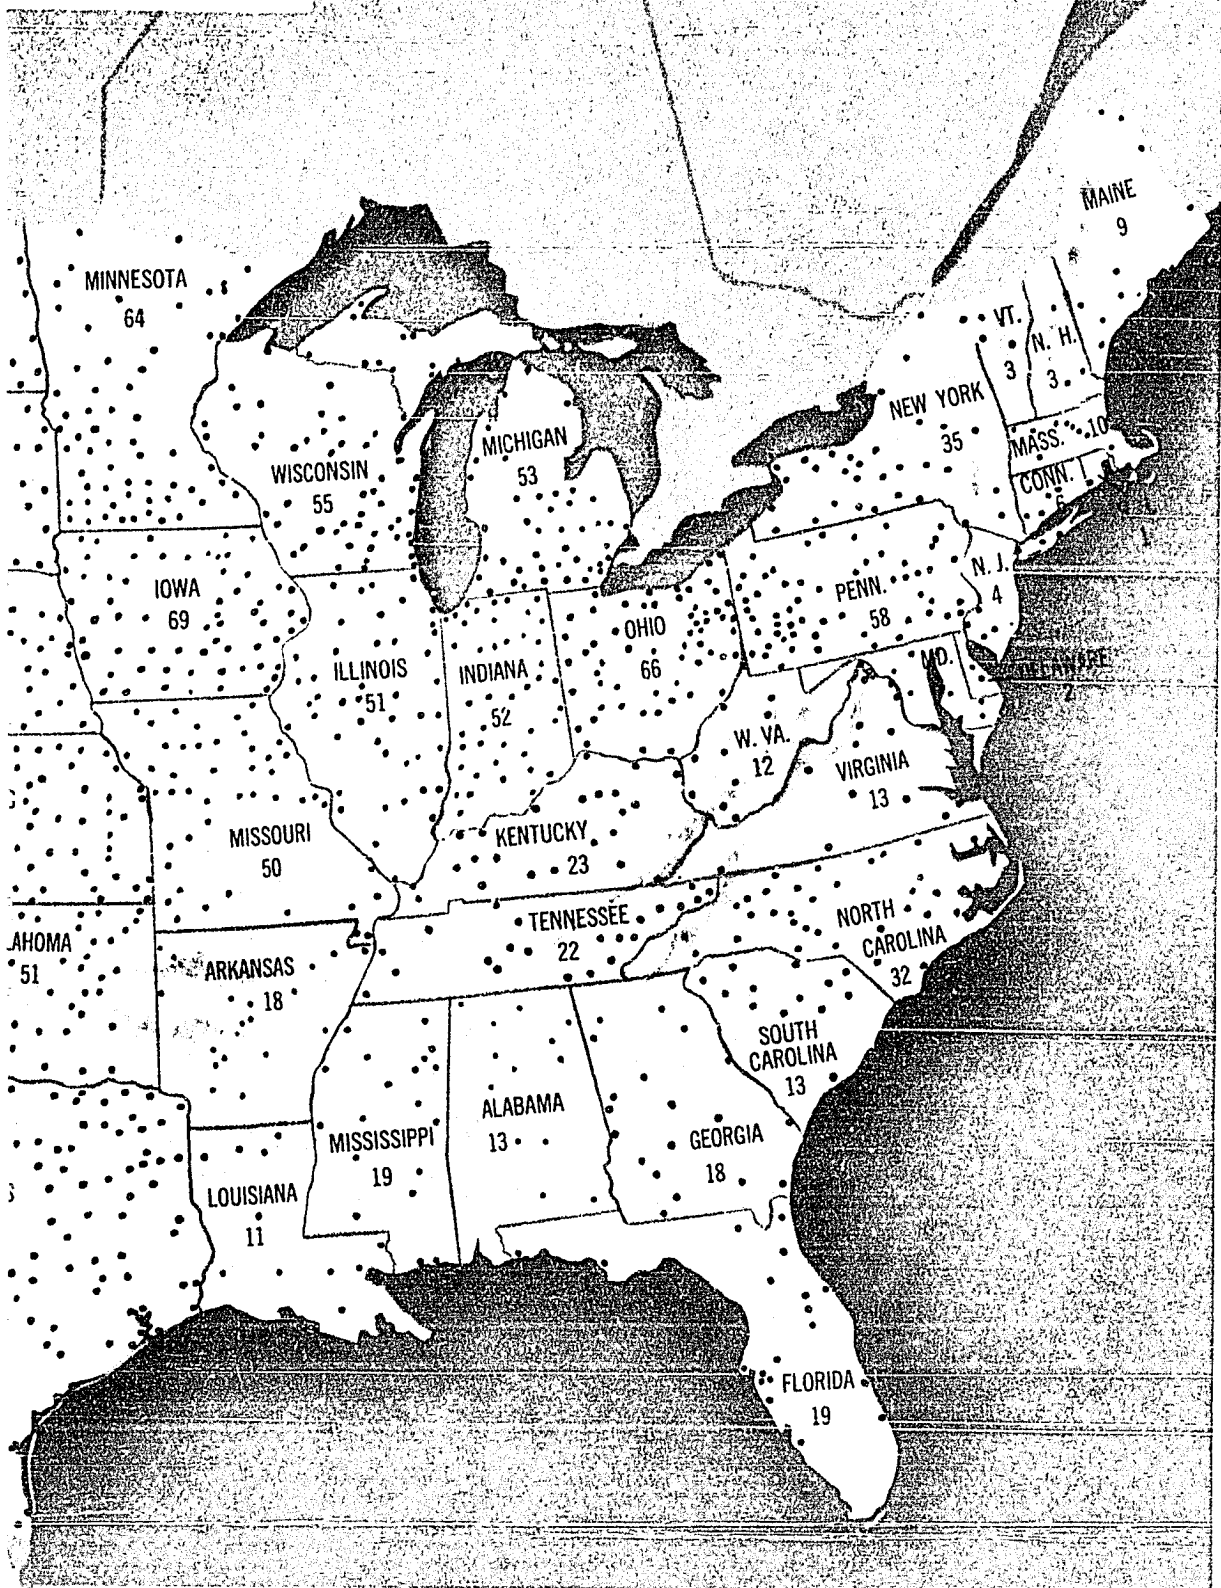 MAINE
9
MINNESOTA
64
VT.
3
N. H.
3
NEW YORK
35
MASS. 10
CONN.
6
WISCONSIN
55
MICHIGAN
53
IOWA
69
PENN.
58
N. J.
4
OHIO
66
ILLINOIS
51
INDIANA
52
MD.
DELAWARE
2
W. VA.
12
VIRGINIA
13
MISSOURI
50
KENTUCKY
23
TENNESSEE
22
NORTH
CAROLINA
32
AHOMA
51
ARKANSAS
18
SOUTH
CAROLINA
13
ALABAMA
13
MISSISSIPPI
19
GEORGIA
18
S
LOUISIANA
11
FLORIDA
19